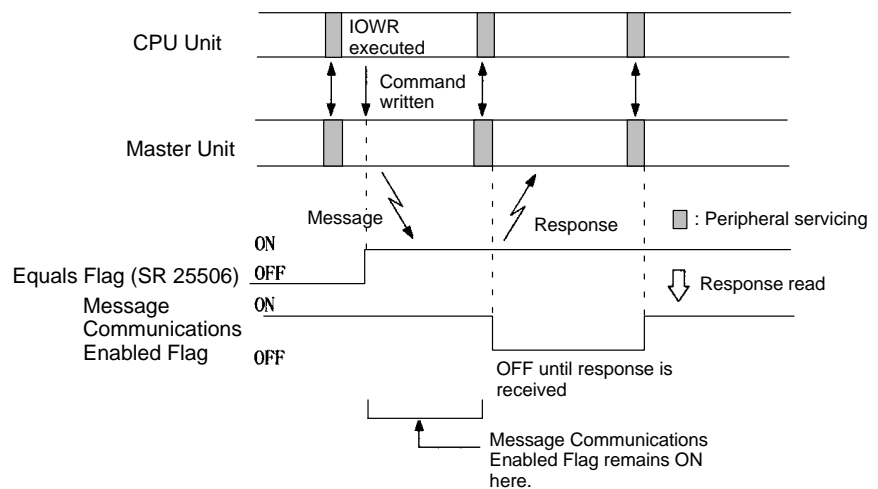 IOWR
executed
CPU Unit
Command
written
Master Unit
Message
Response
: Peripheral servicing
ON
Equals Flag (SR 25506)
OFF
Response read
Message
Communications
Enabled Flag
ON
OFF
OFF until response is
received
Message Communications
Enabled Flag remains ON
here.